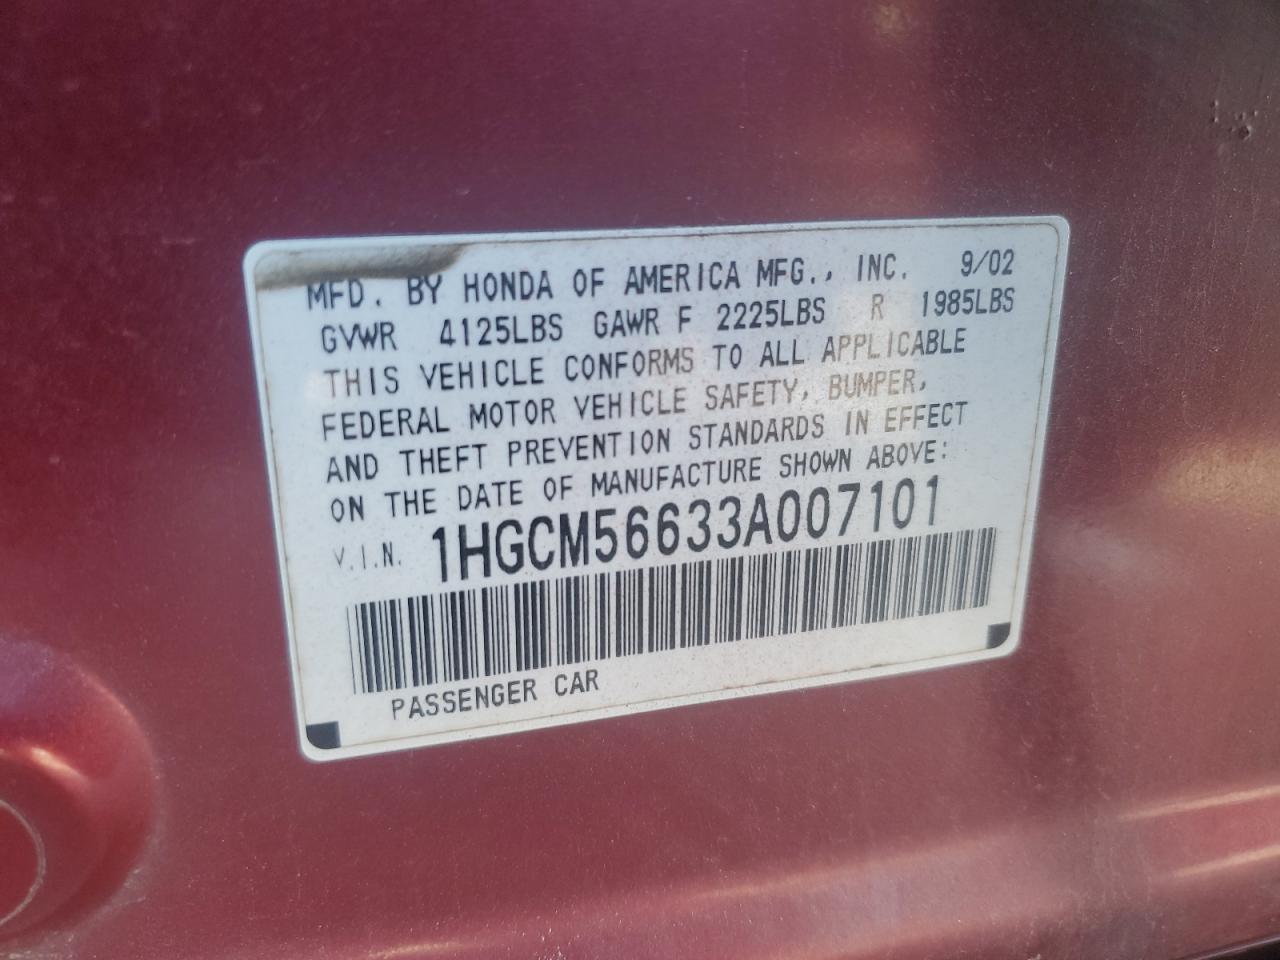 MFD. BY HONDA OF AMERICA MFG., INC. 9/02
GVWR 4125LBS GAWR F 2225LBS R 1985LBS
THIS VEHICLE CONFORMS TO ALL APPLICABLE
FEDERAL MOTOR VEHICLE SAFETY, BUMPER,
AND THEFT PREVENTION STANDARDS IN EFFECT
ON THE DATE OF MANUFACTURE SHOWN ABOVE:
V.I.N. 1HGCM56633A007101
PASSENGER CAR